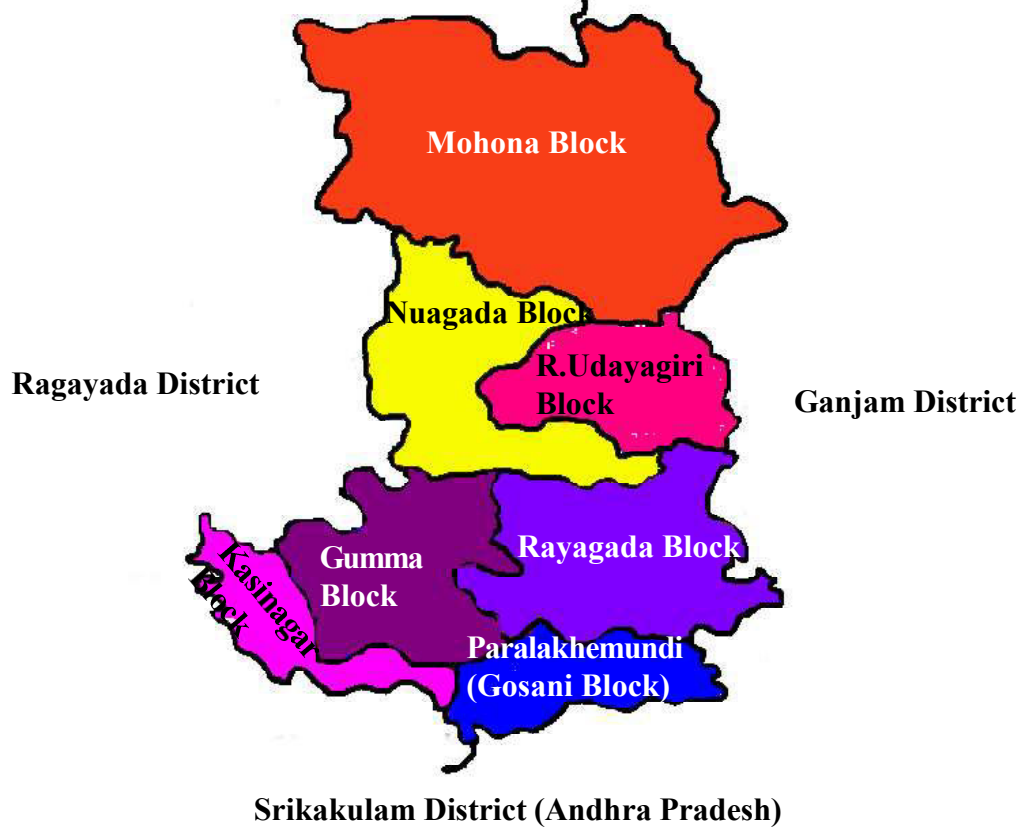 Mohona Block
Nuagada Block
R.Udayagiri
Block
Ragayada District
Ganjam District
Rayagada Block
Gumma
Block
Kasinagar
Block
Paralakhemundi
(Gosani Block)
Srikakulam District (Andhra Pradesh)